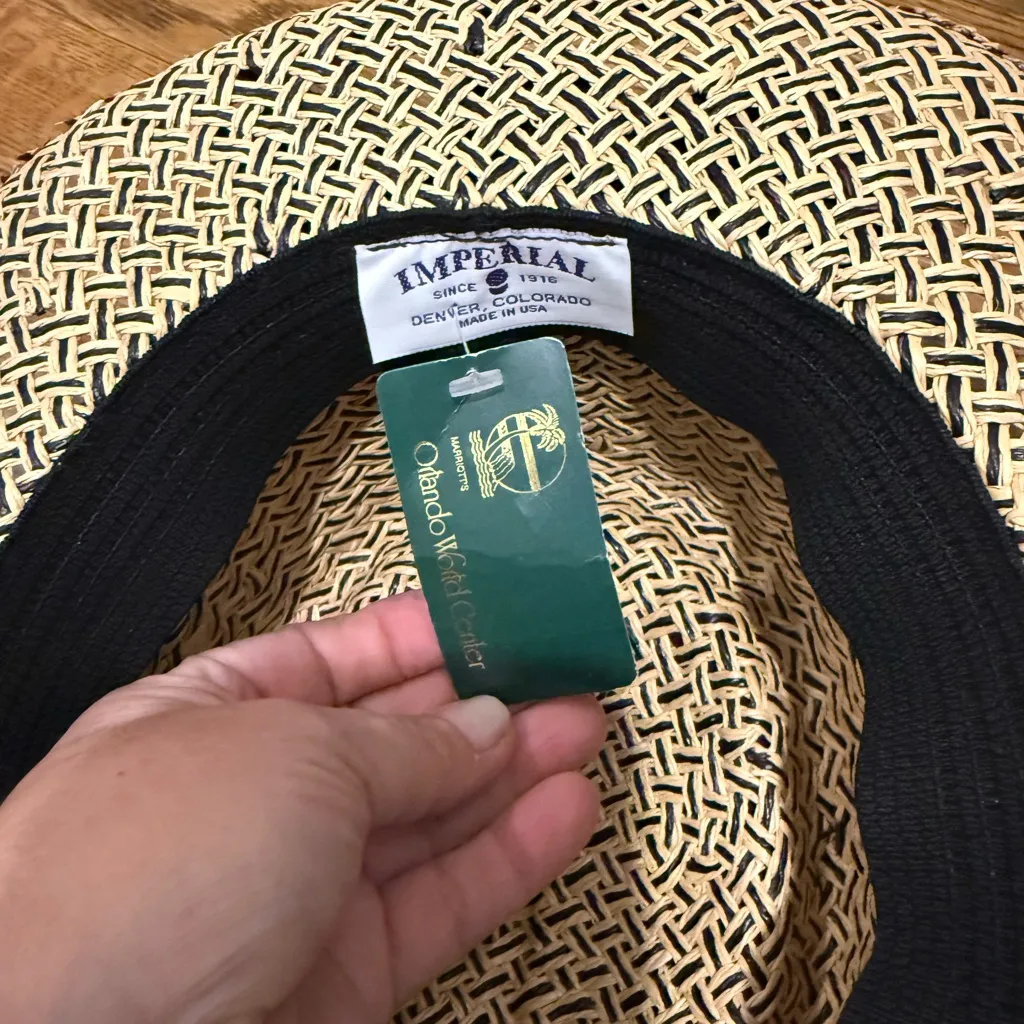 IMPERIAL
SINCE 1916
DENVER, COLORADO
MADE IN USA
MARRIOTT'S
Orlando World Center